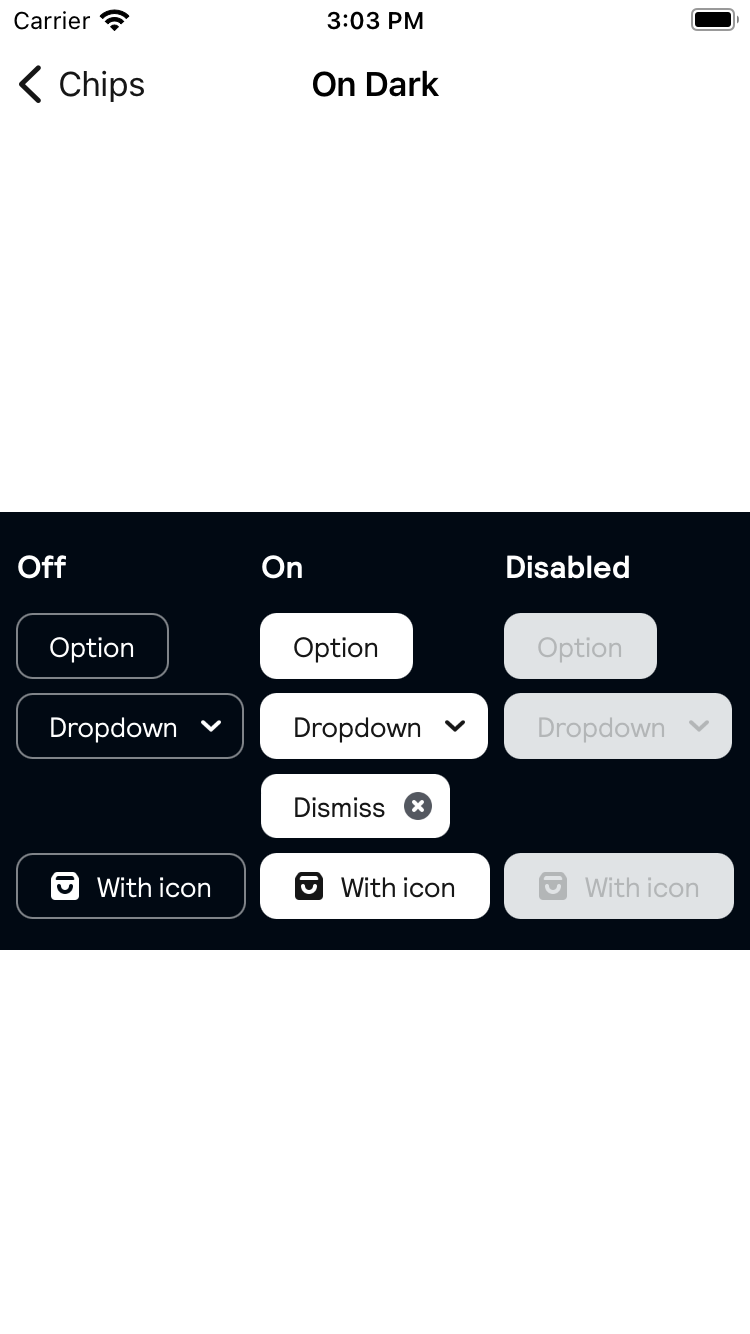 Carrier 3:03 PM
Chips On Dark
Off On Disabled
Option Option Option
Dropdown Dropdown Dropdown
Dismiss
With icon With icon With icon